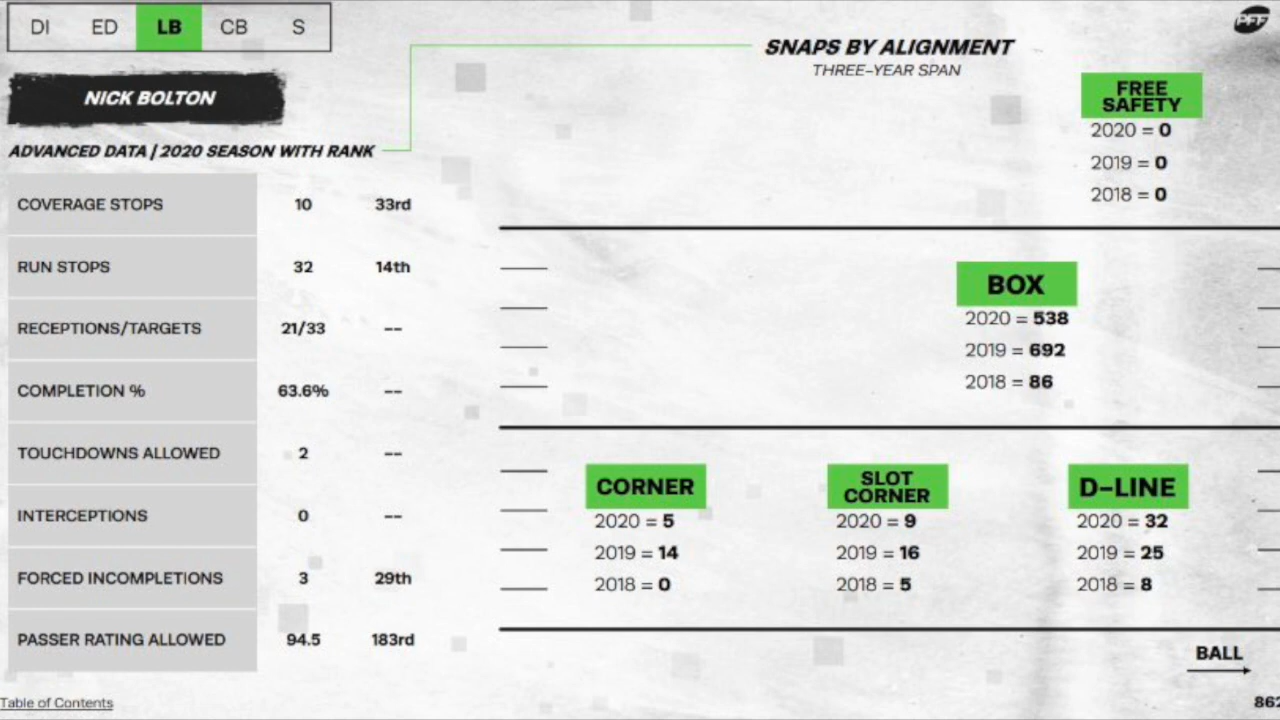 DI ED LB CB S
PFF
NICK BOLTON
ADVANCED DATA | 2020 SEASON WITH RANK
COVERAGE STOPS 10 33rd
RUN STOPS 32 14th
RECEPTIONS/TARGETS 21/33 --
COMPLETION % 63.6% --
TOUCHDOWNS ALLOWED 2 --
INTERCEPTIONS 0 --
FORCED INCOMPLETIONS 3 29th
PASSER RATING ALLOWED 94.5 183rd
SNAPS BY ALIGNMENT
THREE-YEAR SPAN
FREE
SAFETY
2020 = 0
2019 = 0
2018 = 0
BOX
2020 = 538
2019 = 692
2018 = 86
CORNER
2020 = 5
2019 = 14
2018 = 0
SLOT
CORNER
2020 = 9
2019 = 16
2018 = 5
D-LINE
2020 = 32
2019 = 25
2018 = 8
BALL
Table of Contents
862